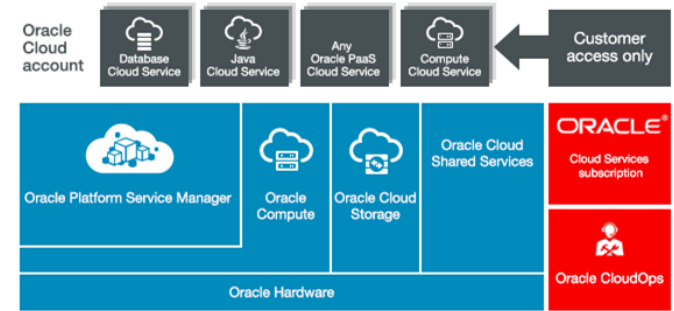 Oracle
Cloud
account
Database
Cloud Service
Java
Cloud Service
Any
Oracle PaaS
Cloud Service
Compute
Cloud Service
Customer
access only
Oracle Platform Service Manager
Oracle
Compute
Oracle Cloud
Storage
Oracle Cloud
Shared Services
ORACLE®
Cloud Services
subscription
Oracle CloudOps
Oracle Hardware